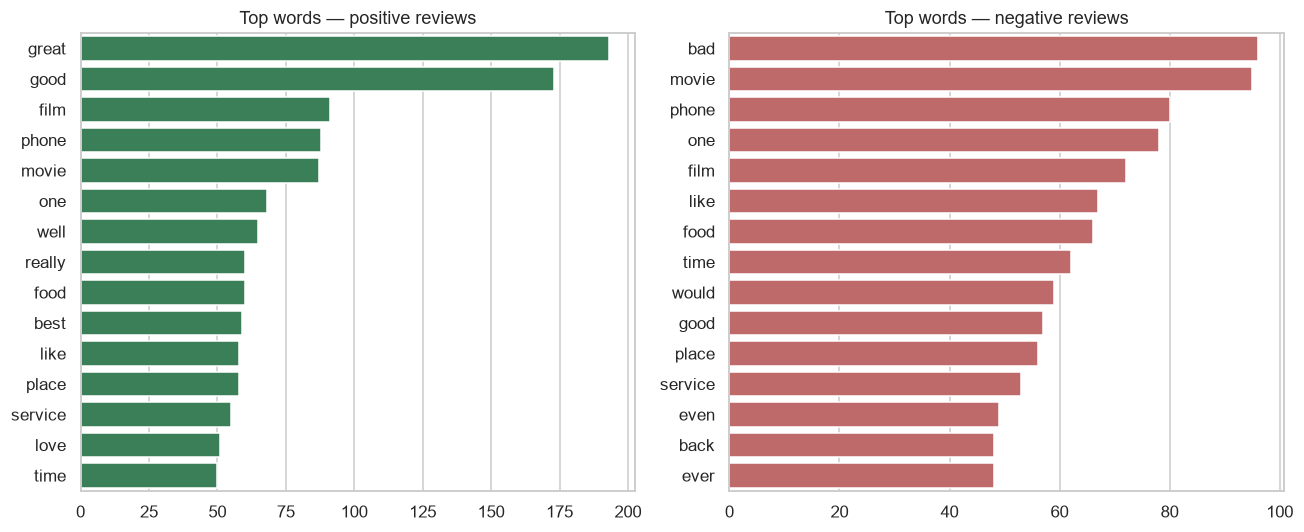 Top words — positive reviews
great
good
film
phone
movie
one
well
really
food
best
like
place
service
love
time
0 25 50 75 100 125 150 175 200
Top words — negative reviews
bad
movie
phone
one
film
like
food
time
would
good
place
service
even
back
ever
0 20 40 60 80 100